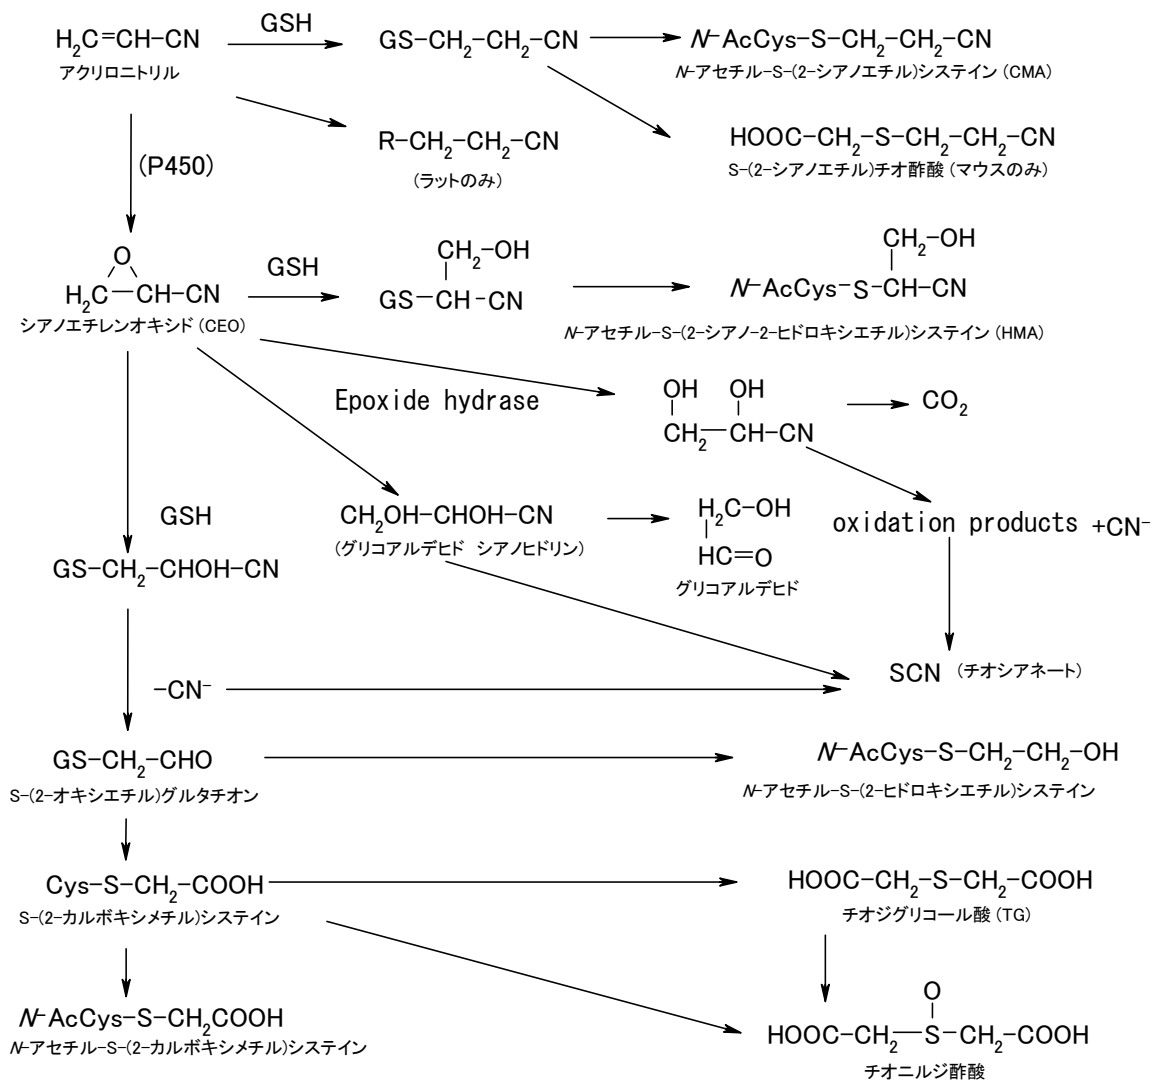 H₂C=CH-CN
アクリロニトリル
GSH
GS-CH₂-CH₂-CN
N-AcCys-S-CH₂-CH₂-CN
N-アセチル-S-(2-シアノエチル)システイン (CMA)
(P450)
R-CH₂-CH₂-CN
(ラットのみ)
HOOC-CH₂-S-CH₂-CH₂-CN
S-(2-シアノエチル)チオ酢酸 (マウスのみ)
O
H₂C-CH-CN
シアノエチレンオキシド (CEO)
GSH
CH₂-OH
GS-CH-CN
CH₂-OH
N-AcCys-S-CH-CN
N-アセチル-S-(2-シアノ-2-ヒドロキシエチル)システイン (HMA)
Epoxide hydrase
OH OH
CH₂-CH-CN
CO₂
GSH
CH₂OH-CHOH-CN
(グリコアルデヒド シアノヒドリン)
H₂C-OH
HC=O
グリコアルデヒド
oxidation products +CN⁻
GS-CH₂-CHOH-CN
-CN⁻
SCN (チオシアネート)
GS-CH₂-CHO
S-(2-オキシエチル)グルタチオン
N-AcCys-S-CH₂-CH₂-OH
N-アセチル-S-(2-ヒドロキシエチル)システイン
Cys-S-CH₂-COOH
S-(2-カルボキシメチル)システイン
HOOC-CH₂-S-CH₂-COOH
チオジグリコール酸 (TG)
N-AcCys-S-CH₂COOH
N-アセチル-S-(2-カルボキシメチル)システイン
O
HOOC-CH₂-S-CH₂-COOH
チオニルジ酢酸